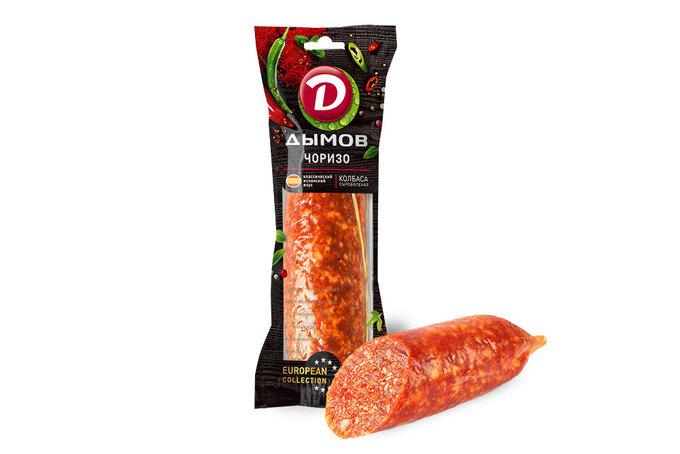 Д
ДЫМОВ
ЧОРИЗО
классический
испанский
вкус
КОЛБАСА
СЫРОВЯЛЕНАЯ
EUROPEAN
COLLECTION